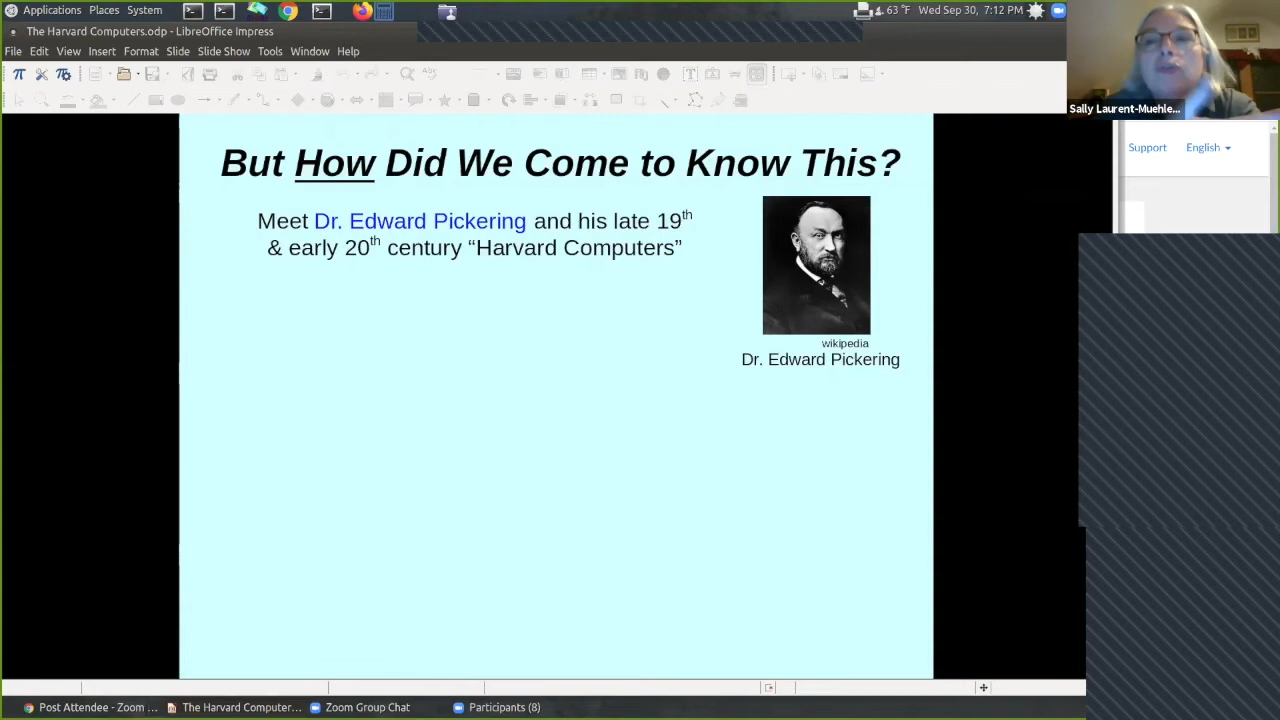 Applications Places System
63 °F Wed Sep 30, 7:12 PM
The Harvard Computers.odp - LibreOffice Impress
File Edit View Insert Format Slide Slide Show Tools Window Help
Sally Laurent-Muehle...
Support English
But How Did We Come to Know This?
Meet Dr. Edward Pickering and his late 19th
& early 20th century “Harvard Computers”
wikipedia
Dr. Edward Pickering
Post Attendee - Zoom ... The Harvard Computer... Zoom Group Chat Participants (8)